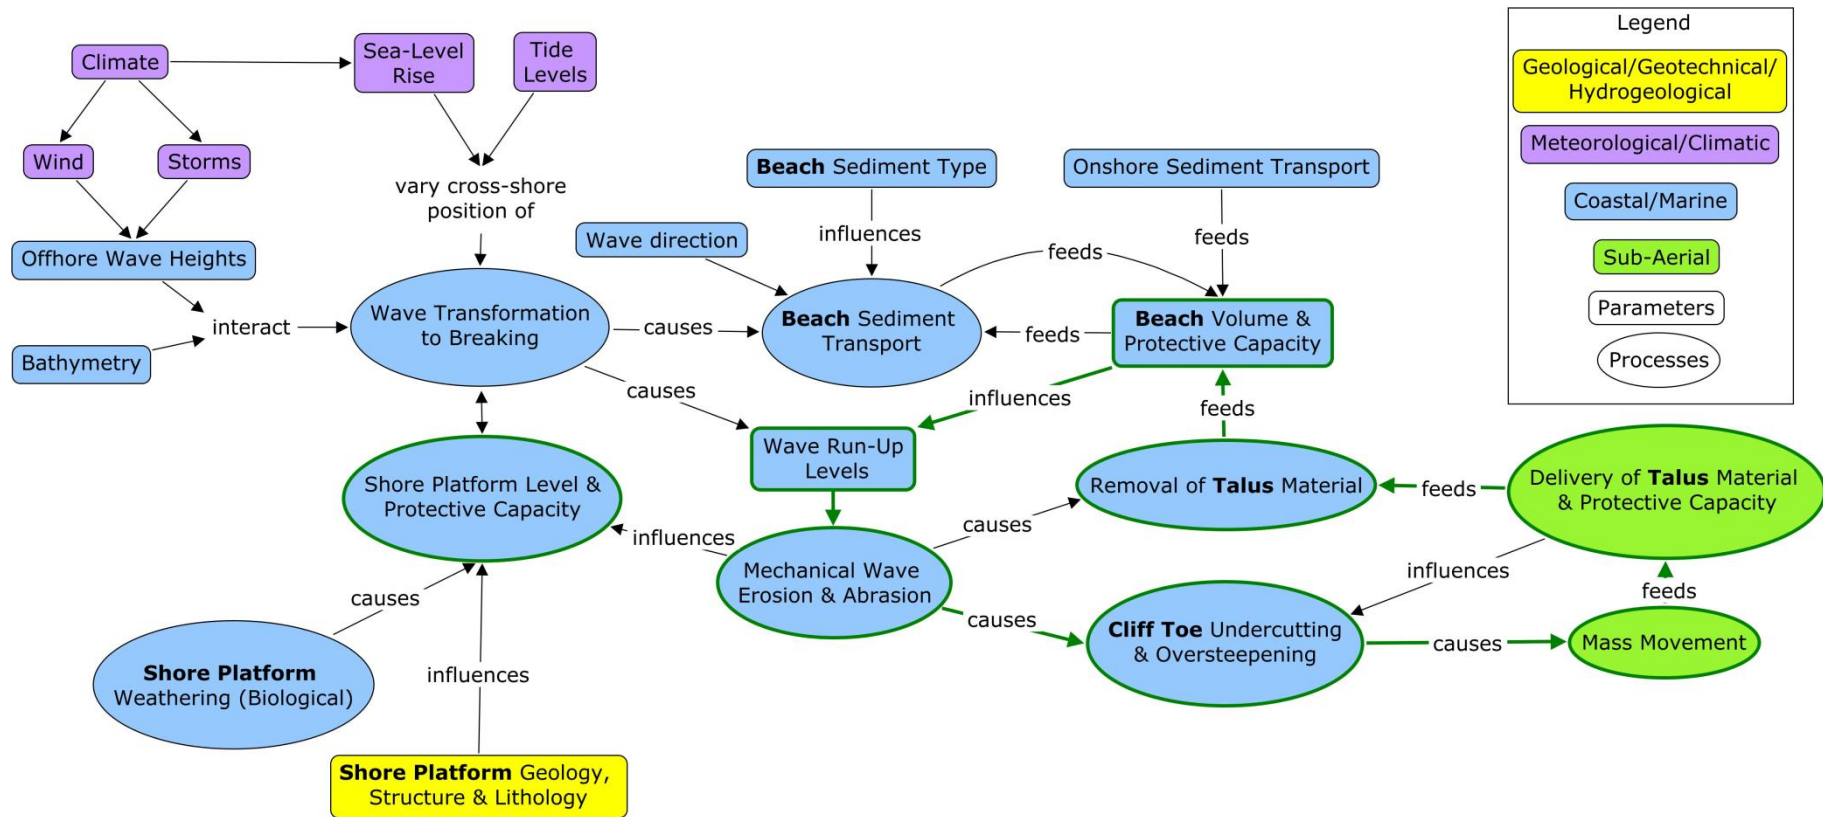 Climate
Sea-Level
Rise
Tide
Levels
Wind
Storms
vary cross-shore
position of
Offhore Wave Heights
Bathymetry
interact
Wave Transformation
to Breaking
causes
causes
Wave direction
Beach Sediment Type
influences
Onshore Sediment Transport
feeds
feeds
Beach Sediment
Transport
feeds
Beach Volume &
Protective Capacity
influences
feeds
Wave Run-Up
Levels
Shore Platform Level &
Protective Capacity
influences
Mechanical Wave
Erosion & Abrasion
causes
causes
Removal of Talus Material
feeds
Delivery of Talus Material
& Protective Capacity
influences
feeds
Cliff Toe Undercutting
& Oversteepening
causes
Mass Movement
causes
Shore Platform
Weathering (Biological)
influences
Shore Platform Geology,
Structure & Lithology
Legend
Geological/Geotechnical/
Hydrogeological
Meteorological/Climatic
Coastal/Marine
Sub-Aerial
Parameters
Processes